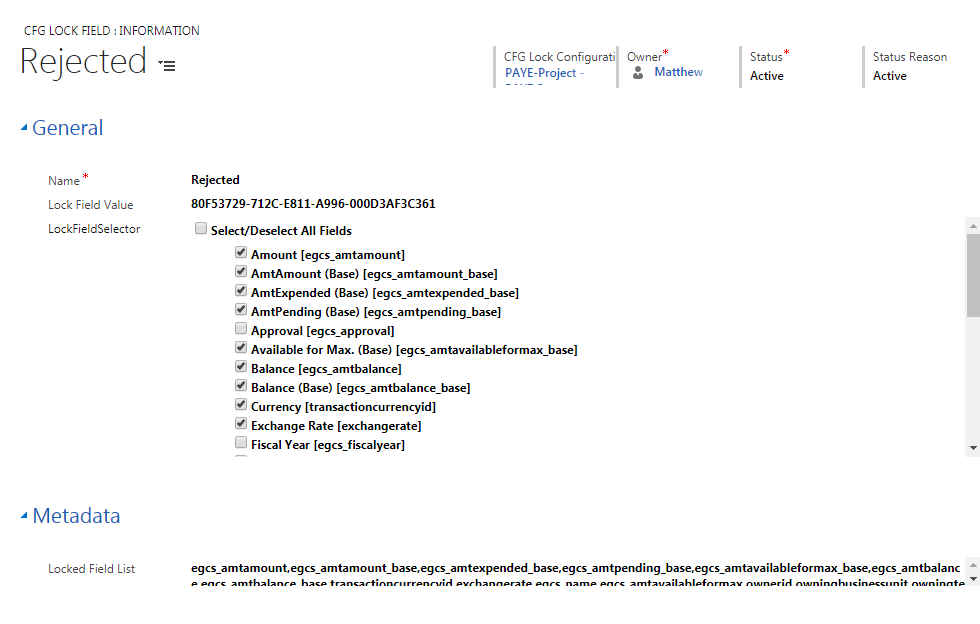 CFG LOCK FIELD : INFORMATION
Rejected
CFG Lock Configurati
PAYE-Project -
Owner*
Matthew
Status*
Active
Status Reason
Active
General
Name*
Rejected
Lock Field Value
80F53729-712C-E811-A996-000D3AF3C361
LockFieldSelector
Select/Deselect All Fields
Amount [egcs_amtamount]
AmtAmount (Base) [egcs_amtamount_base]
AmtExpended (Base) [egcs_amtexpended_base]
AmtPending (Base) [egcs_amtpending_base]
Approval [egcs_approval]
Available for Max. (Base) [egcs_amtavailableformax_base]
Balance [egcs_amtbalance]
Balance (Base) [egcs_amtbalance_base]
Currency [transactioncurrencyid]
Exchange Rate [exchangerate]
Fiscal Year [egcs_fiscalyear]
Metadata
Locked Field List
egcs_amtamount,egcs_amtamount_base,egcs_amtexpended_base,egcs_amtpending_base,egcs_amtavailableformax_base,egcs_amtbalanc
e,egcs_amtbalance_base,transactioncurrencyid,exchangerate,egcs_name,egcs_amtavailableformax,ownerid,owningbusinessunit,owningte